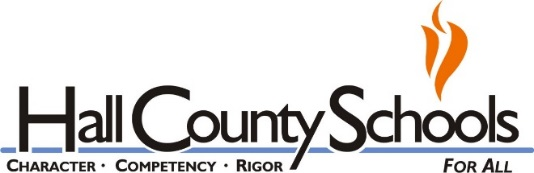 Hall County Schools
CHARACTER · COMPETENCY · RIGOR FOR ALL